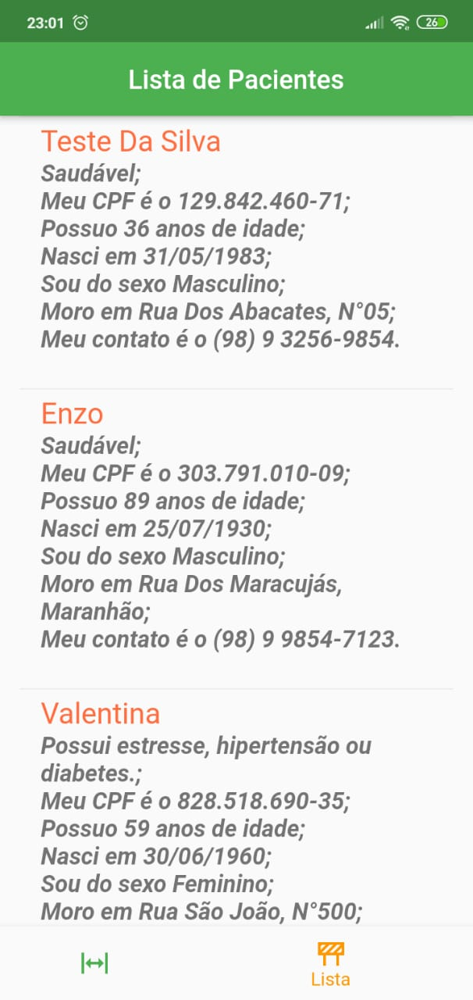 23:01
26
Lista de Pacientes
Teste Da Silva
Saudável;
Meu CPF é o 129.842.460-71;
Possuo 36 anos de idade;
Nasci em 31/05/1983;
Sou do sexo Masculino;
Moro em Rua Dos Abacates, N°05;
Meu contato é o (98) 9 3256-9854.
Enzo
Saudável;
Meu CPF é o 303.791.010-09;
Possuo 89 anos de idade;
Nasci em 25/07/1930;
Sou do sexo Masculino;
Moro em Rua Dos Maracujás,
Maranhão;
Meu contato é o (98) 9 9854-7123.
Valentina
Possui estresse, hipertensão ou
diabetes.;
Meu CPF é o 828.518.690-35;
Possuo 59 anos de idade;
Nasci em 30/06/1960;
Sou do sexo Feminino;
Moro em Rua São João, N°500;
Lista